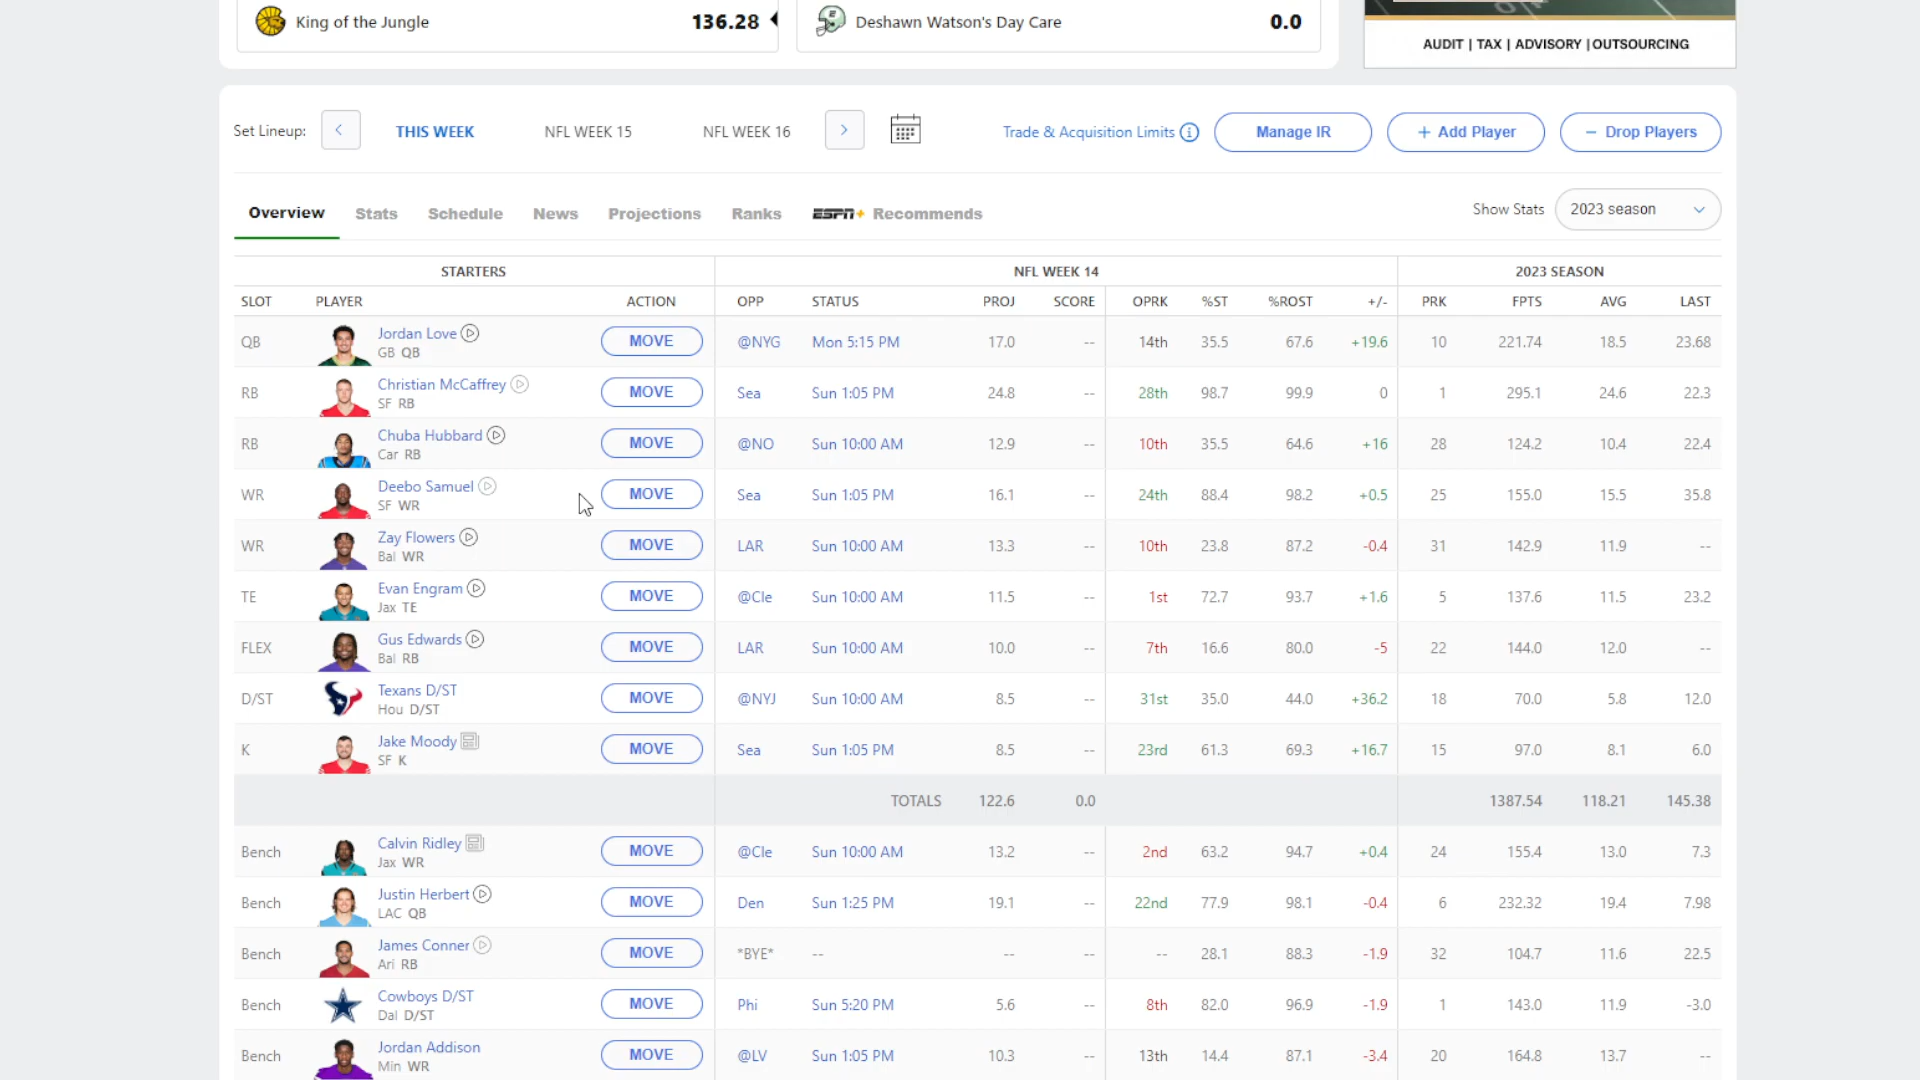 King of the Jungle 136.28 Deshawn Watson's Day Care 0.0
AUDIT | TAX | ADVISORY | OUTSOURCING
Set Lineup: THIS WEEK NFL WEEK 15 NFL WEEK 16 Trade & Acquisition Limits Manage IR + Add Player − Drop Players
Overview Stats Schedule News Projections Ranks ESPN+ Recommends Show Stats 2023 season
STARTERS NFL WEEK 14 2023 SEASON
SLOT PLAYER ACTION OPP STATUS PROJ SCORE OPRK %ST %ROST +/- PRK FPTS AVG LAST
QB Jordan Love GB QB MOVE @NYG Mon 5:15 PM 17.0 -- 14th 35.5 67.6 +19.6 10 221.74 18.5 23.68
RB Christian McCaffrey SF RB MOVE Sea Sun 1:05 PM 24.8 -- 28th 98.7 99.9 0 1 295.1 24.6 22.3
RB Chuba Hubbard Car RB MOVE @NO Sun 10:00 AM 12.9 -- 10th 35.5 64.6 +16 28 124.2 10.4 22.4
WR Deebo Samuel SF WR MOVE Sea Sun 1:05 PM 16.1 -- 24th 88.4 98.2 +0.5 25 155.0 15.5 35.8
WR Zay Flowers Bal WR MOVE LAR Sun 10:00 AM 13.3 -- 10th 23.8 87.2 -0.4 31 142.9 11.9 --
TE Evan Engram Jax TE MOVE @Cle Sun 10:00 AM 11.5 -- 1st 72.7 93.7 +1.6 5 137.6 11.5 23.2
FLEX Gus Edwards Bal RB MOVE LAR Sun 10:00 AM 10.0 -- 7th 16.6 80.0 -5 22 144.0 12.0 --
D/ST Texans D/ST Hou D/ST MOVE @NYJ Sun 10:00 AM 8.5 -- 31st 35.0 44.0 +36.2 18 70.0 5.8 12.0
K Jake Moody SF K MOVE Sea Sun 1:05 PM 8.5 -- 23rd 61.3 69.3 +16.7 15 97.0 8.1 6.0
TOTALS 122.6 0.0 1387.54 118.21 145.38
Bench Calvin Ridley Jax WR MOVE @Cle Sun 10:00 AM 13.2 -- 2nd 63.2 94.7 +0.4 24 155.4 13.0 7.3
Bench Justin Herbert LAC QB MOVE Den Sun 1:25 PM 19.1 -- 22nd 77.9 98.1 -0.4 6 232.32 19.4 7.98
Bench James Conner Ari RB MOVE *BYE* -- -- -- -- 28.1 88.3 -1.9 32 104.7 11.6 22.5
Bench Cowboys D/ST Dal D/ST MOVE Phi Sun 5:20 PM 5.6 -- 8th 82.0 96.9 -1.9 1 143.0 11.9 -3.0
Bench Jordan Addison Min WR MOVE @LV Sun 1:05 PM 10.3 -- 13th 14.4 87.1 -3.4 20 164.8 13.7 --